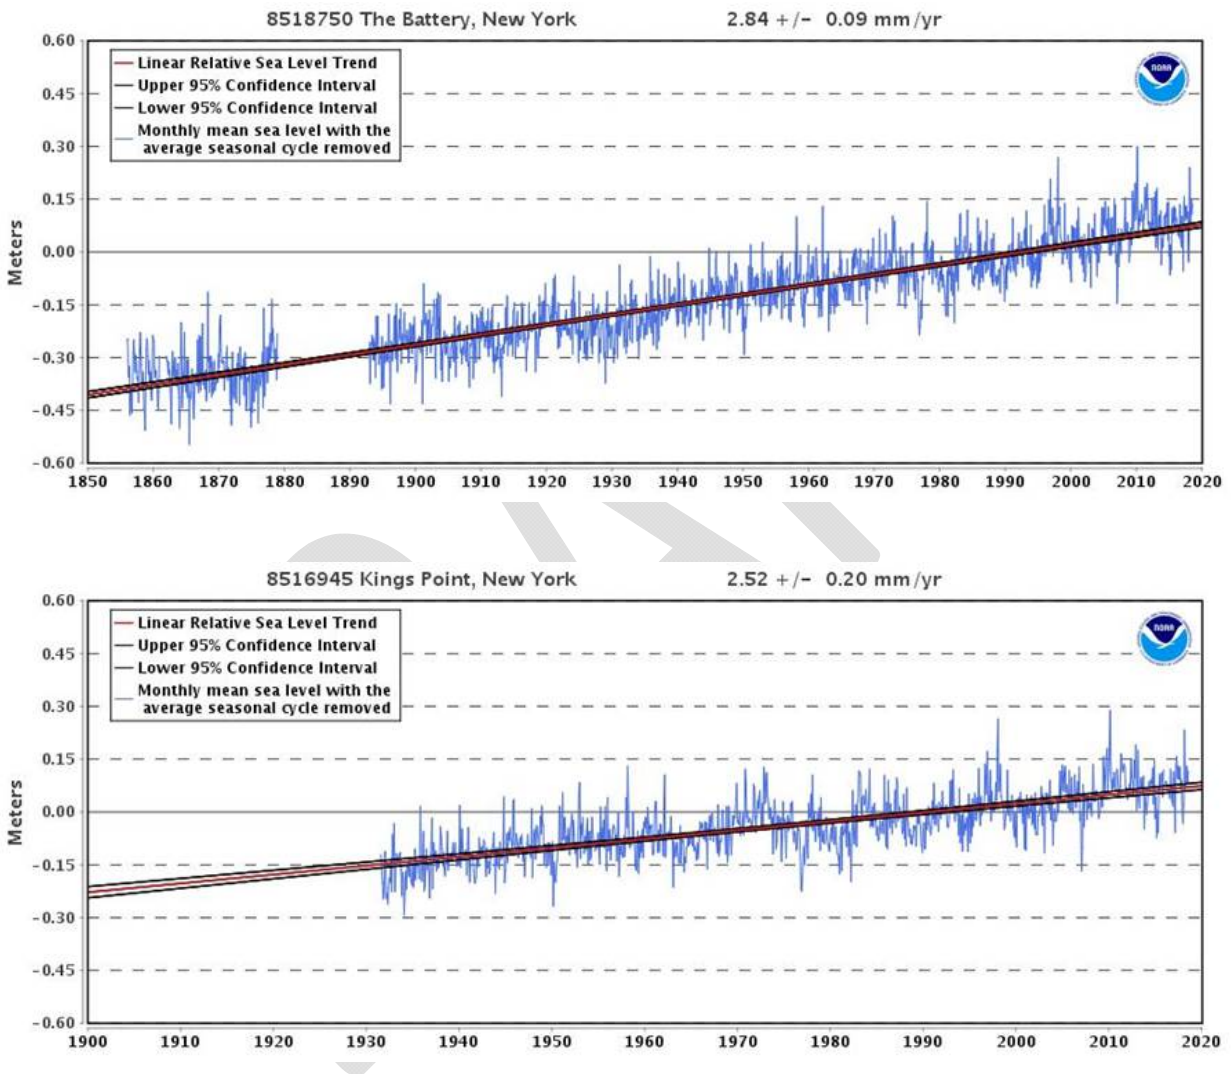 8518750 The Battery, New York 2.84 +/- 0.09 mm/yr
0.60
0.45
0.30
0.15
0.00
-0.15
-0.30
-0.45
-0.60
Meters
Linear Relative Sea Level Trend
Upper 95% Confidence Interval
Lower 95% Confidence Interval
Monthly mean sea level with the
average seasonal cycle removed
NOAA
1850 1860 1870 1880 1890 1900 1910 1920 1930 1940 1950 1960 1970 1980 1990 2000 2010 2020
8516945 Kings Point, New York 2.52 +/- 0.20 mm/yr
0.60
0.45
0.30
0.15
0.00
-0.15
-0.30
-0.45
-0.60
Meters
Linear Relative Sea Level Trend
Upper 95% Confidence Interval
Lower 95% Confidence Interval
Monthly mean sea level with the
average seasonal cycle removed
NOAA
1900 1910 1920 1930 1940 1950 1960 1970 1980 1990 2000 2010 2020